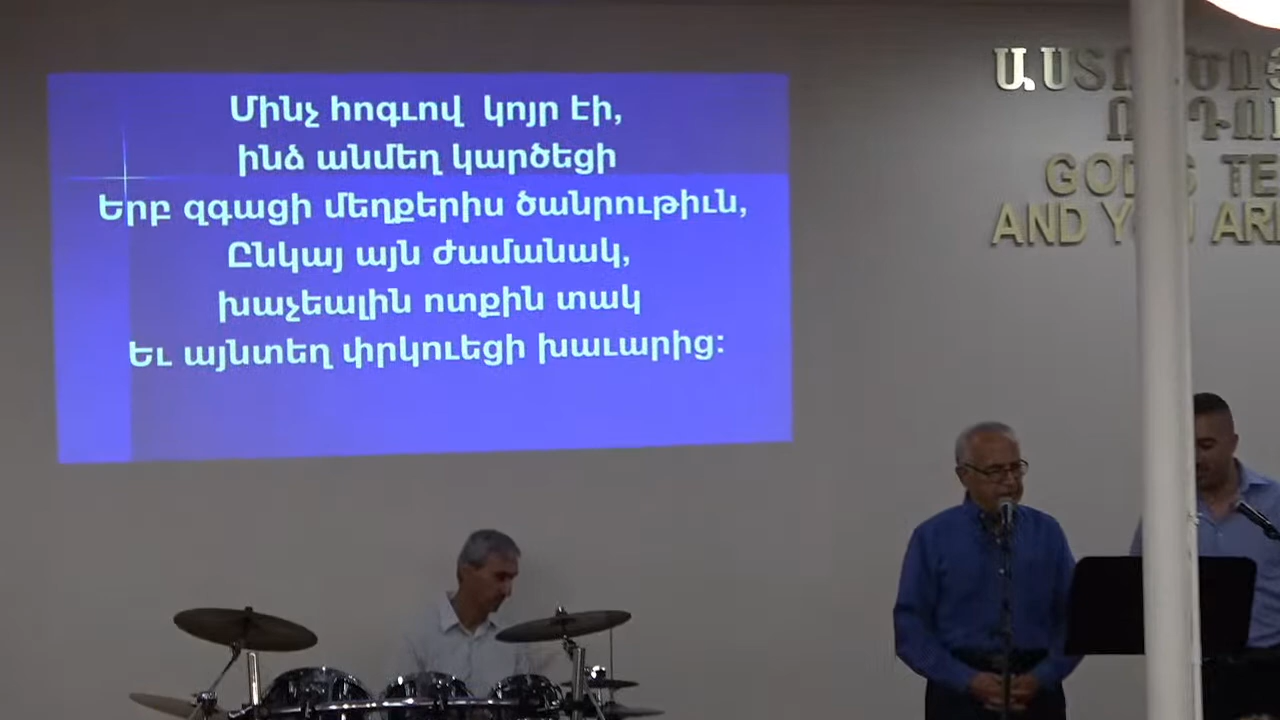 Մինչ հոգւով կոյր էի,
ինձ անմեղ կարծեցի
Երբ զգացի մեղքերիս ծանրութիւն,
Ընկայ այն ժամանակ,
խաչեալին ոտքին տակ
Եւ այնտեղ փրկուեցի խաւարից:
AND ARE